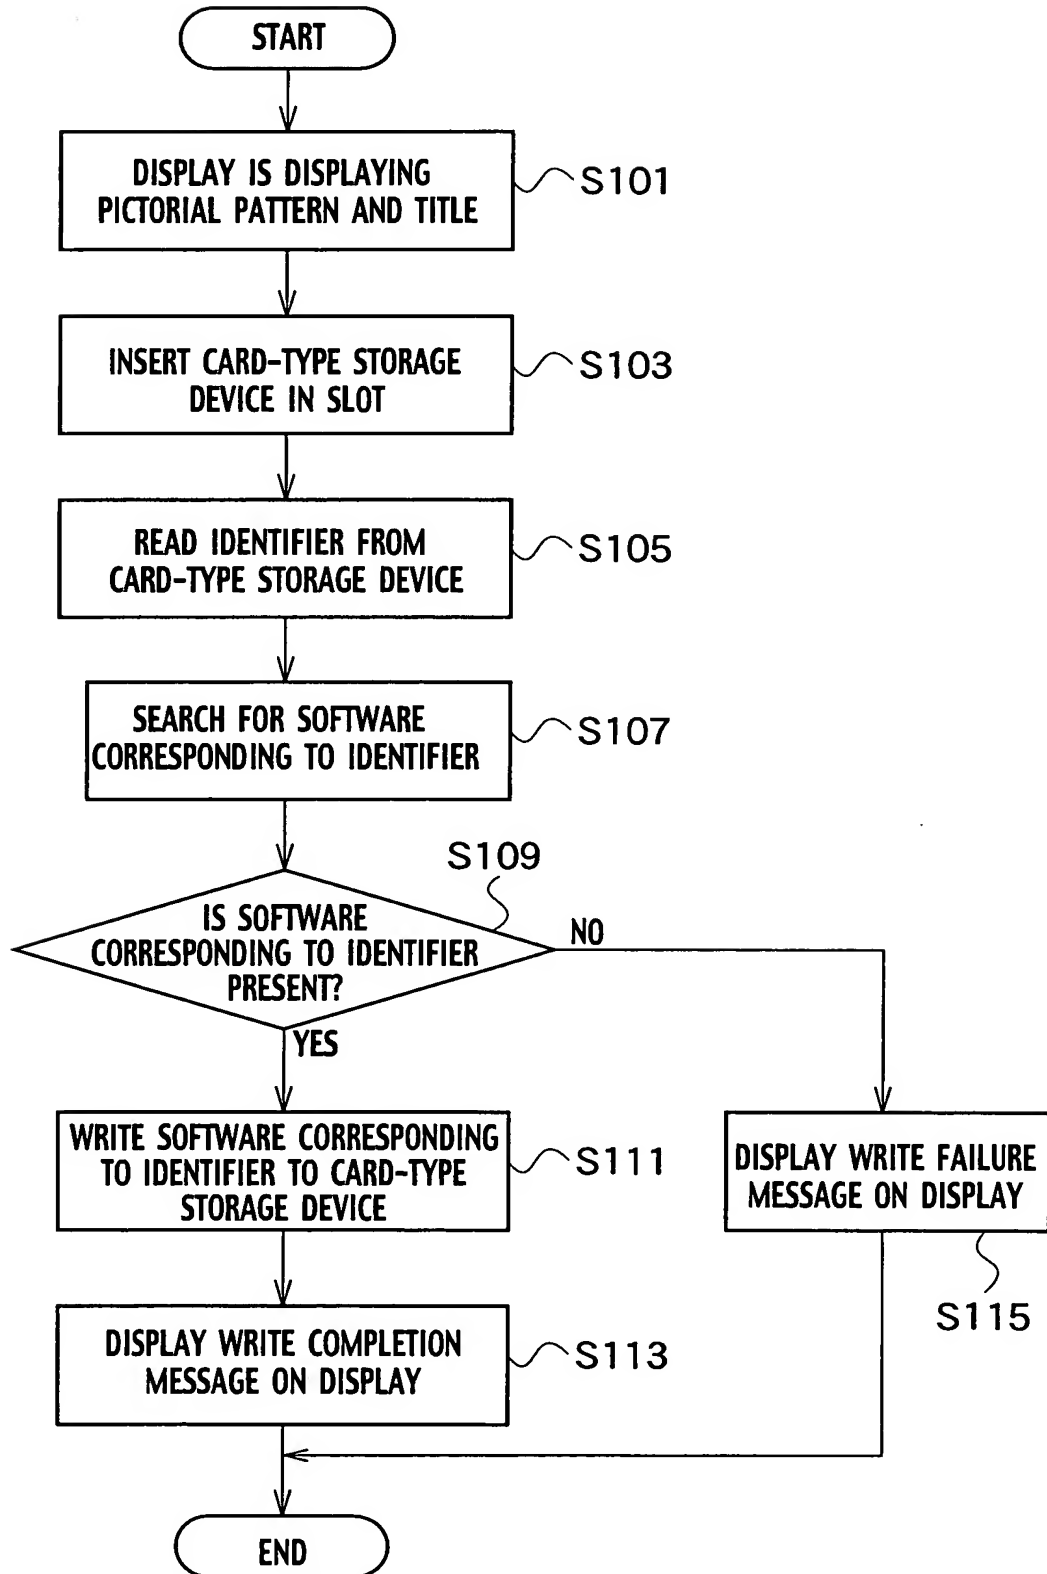 START
DISPLAY IS DISPLAYING
PICTORIAL PATTERN AND TITLE
S101
INSERT CARD-TYPE STORAGE
DEVICE IN SLOT
S103
READ IDENTIFIER FROM
CARD-TYPE STORAGE DEVICE
S105
SEARCH FOR SOFTWARE
CORRESPONDING TO IDENTIFIER
S107
S109
IS SOFTWARE
CORRESPONDING TO IDENTIFIER
PRESENT?
NO
YES
WRITE SOFTWARE CORRESPONDING
TO IDENTIFIER TO CARD-TYPE
STORAGE DEVICE
S111
DISPLAY WRITE FAILURE
MESSAGE ON DISPLAY
S115
DISPLAY WRITE COMPLETION
MESSAGE ON DISPLAY
S113
END